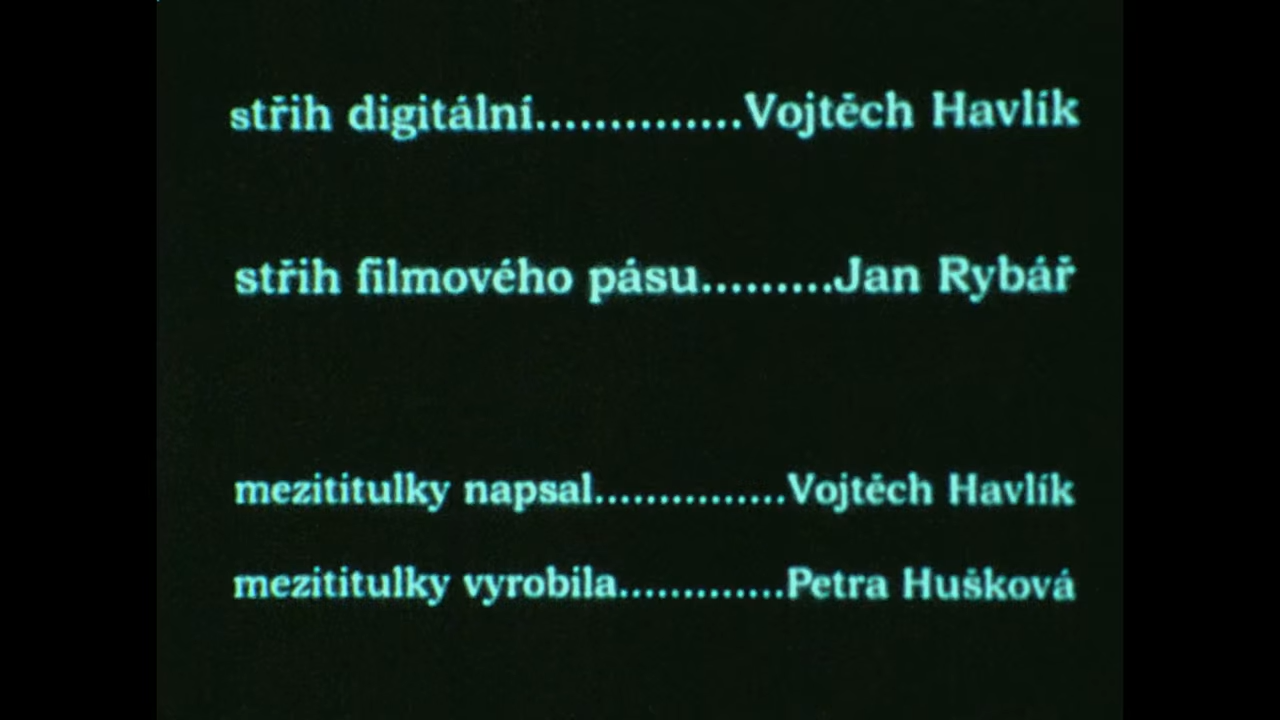 střih digitální..............Vojtěch Havlík
střih filmového pásu.........Jan Rybář
mezititulky napsal...............Vojtěch Havlík
mezititulky vyrobila.............Petra Hušková